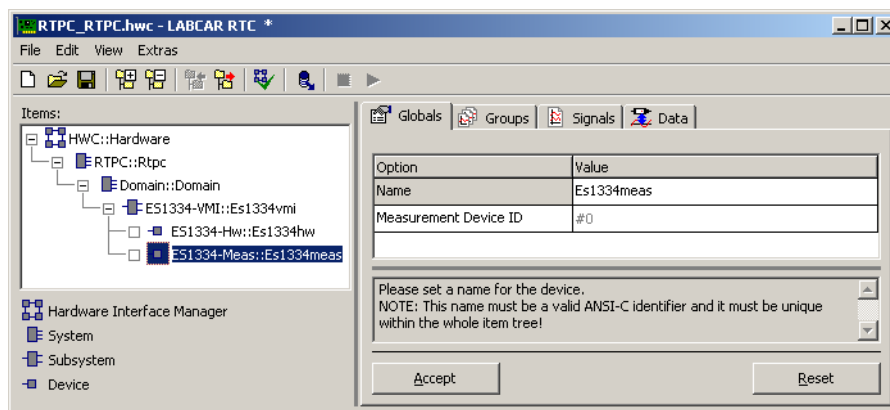 RTPC_RTPC.hwc - LABCAR RTC *
File Edit View Extras
Items:
HWC::Hardware
RTPC::Rtpc
Domain::Domain
ES1334-VMI::Es1334vmi
ES1334-Hw::Es1334hw
ES1334-Meas::Es1334meas
Hardware Interface Manager
System
Subsystem
Device
Globals Groups Signals Data
Option Value
Name Es1334meas
Measurement Device ID #0
Please set a name for the device.
NOTE: This name must be a valid ANSI-C identifier and it must be unique
within the whole item tree!
Accept Reset